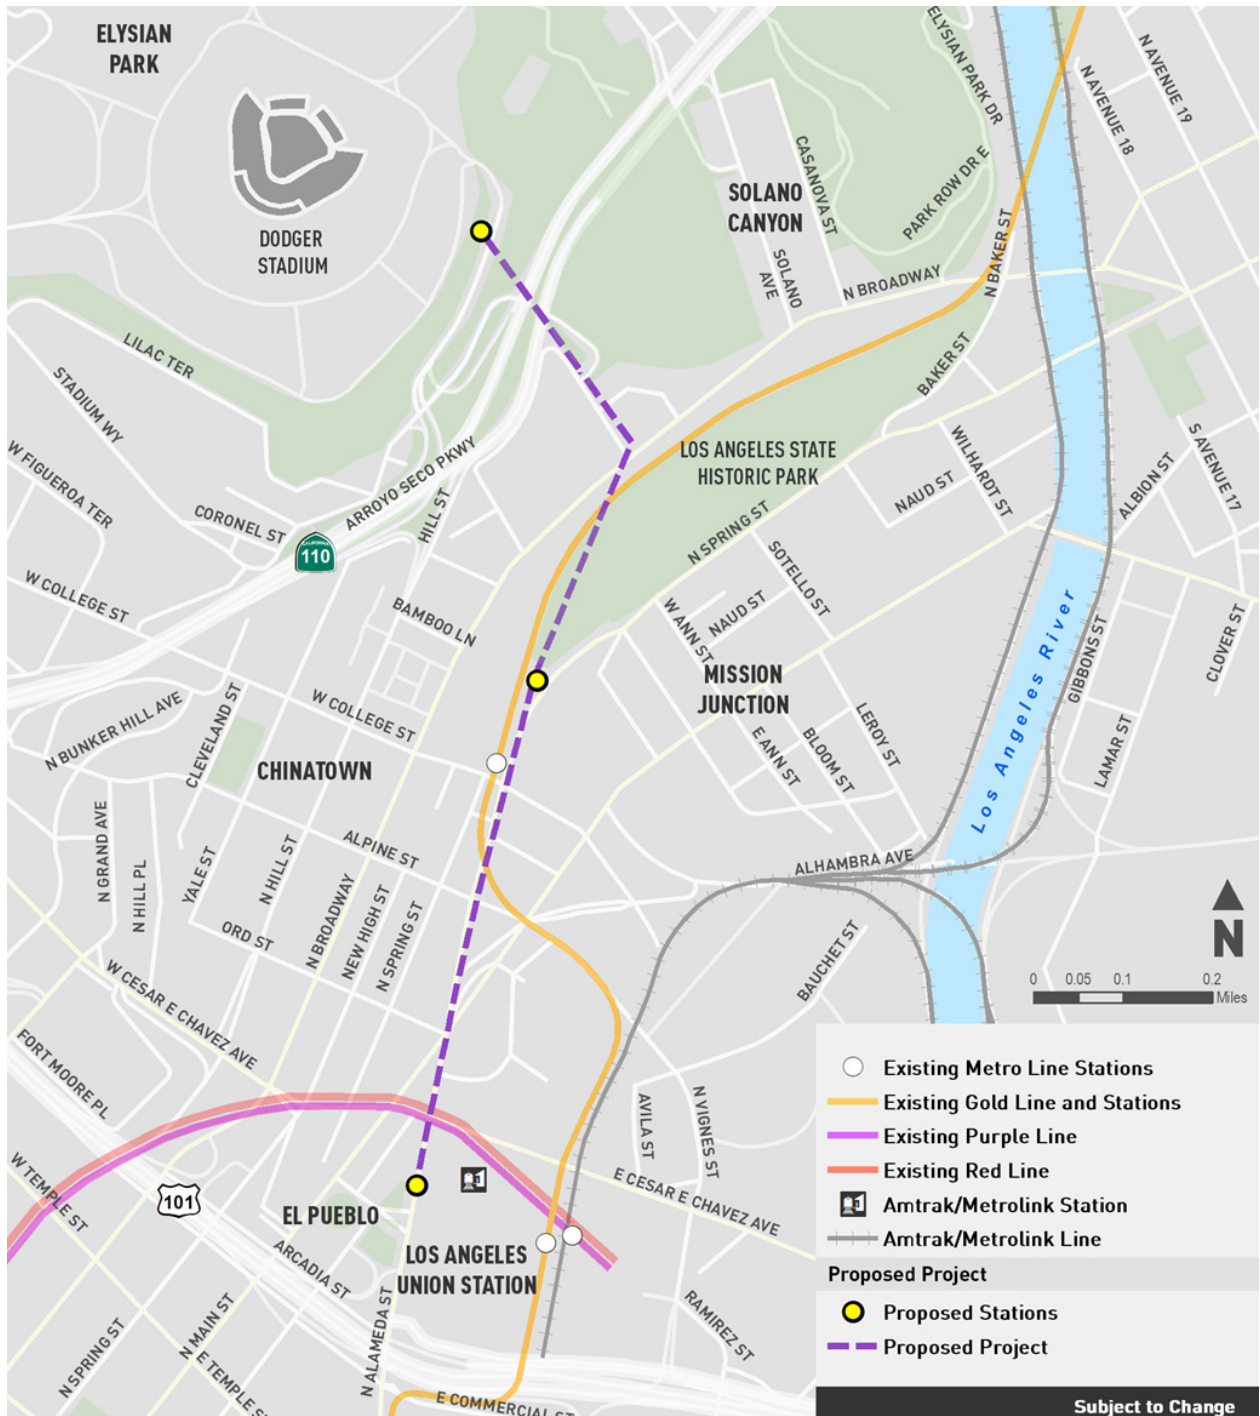 ELYSIAN
PARK
ELYSIAN PARK DR
N AVENUE 19
N AVENUE 18
CASANOVA ST
PARK ROW DR E
SOLANO
CANYON
DODGER
STADIUM
SOLANO
AVE
N BROADWAY
N BAKER ST
LILAC TER
BAKER ST
STADIUM WY
W FIGUEROA TER
ARROYO SECO PKWY
LOS ANGELES STATE
HISTORIC PARK
WILHARDT ST
NAUD ST
S AVENUE 17
ALBION ST
CORONEL ST
HILL ST
CALIFORNIA
110
N SPRING ST
SOTELLO ST
W COLLEGE ST
BAMBOO LN
W ANN ST
NAUD ST
Los Angeles River
GIBBONS ST
CLOVER ST
MISSION
JUNCTION
N BUNKER HILL AVE
CLEVELAND ST
W COLLEGE ST
LEROY ST
BLOOM ST
E ANN ST
LAMAR ST
CHINATOWN
N GRAND AVE
N HILL PL
YALE ST
N HILL ST
ALPINE ST
ALHAMBRA AVE
N BROADWAY
NEW HIGH ST
N SPRING ST
ORD ST
BAUCHET ST
N
0 0.05 0.1 0.2
Miles
W CESAR E CHAVEZ AVE
FORT MOORE PL
AVILA ST
N VIGNES ST
W TEMPLE ST
101
EL PUEBLO
E CESAR E CHAVEZ AVE
LOS ANGELES
UNION STATION
ARCADIA ST
N ALAMEDA ST
N MAIN ST
N SPRING ST
E TEMPLE ST
RAMIREZ ST
E COMMERCIAL ST
Existing Metro Line Stations
Existing Gold Line and Stations
Existing Purple Line
Existing Red Line
Amtrak/Metrolink Station
Amtrak/Metrolink Line
Proposed Project
Proposed Stations
Proposed Project
Subject to Change